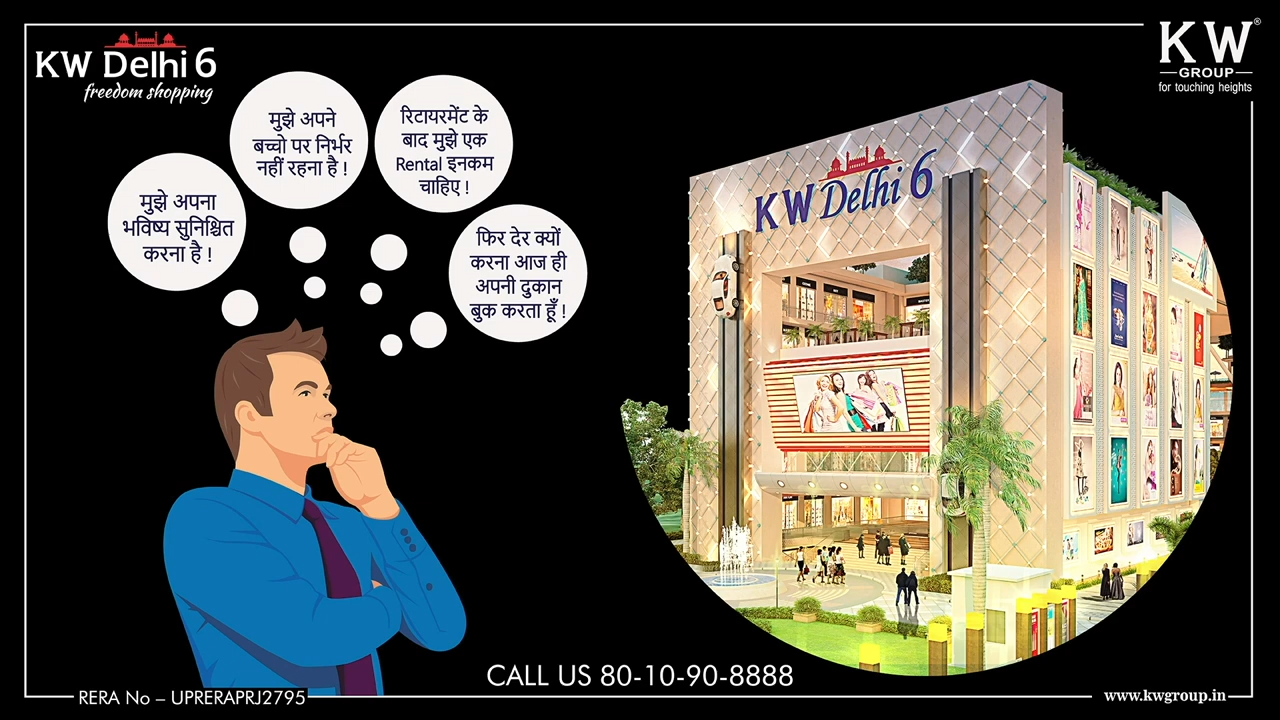 KW Delhi 6
freedom shopping
KW®
GROUP
for touching heights
मुझे अपना
भविष्य सुनिश्चित
करना है !
मुझे अपने
बच्चो पर निर्भर
नहीं रहना है !
रिटायरमेंट के
बाद मुझे एक
Rental इनकम
चाहिए !
फिर देर क्यों
करना आज ही
अपनी दुकान
बुक करता हूँ !
KW Delhi 6
CALL US 80-10-90-8888
RERA No – UPRERAPRJ2795
www.kwgroup.in